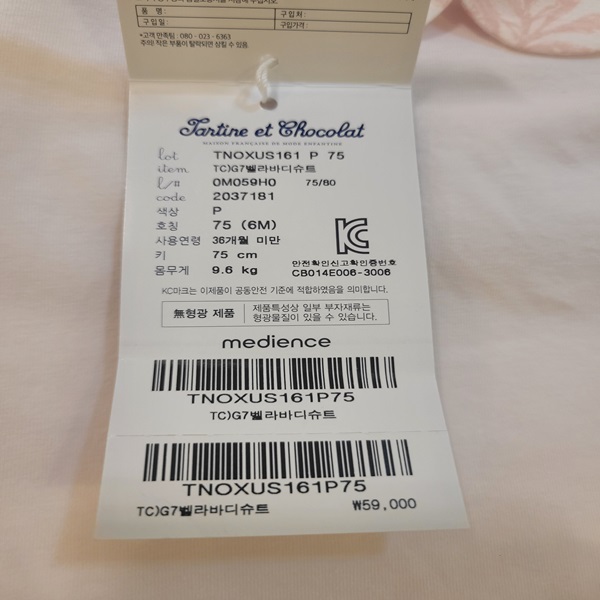 품 명 :
구입처 :
구입일 :
구입가격 :
*고객 만족팀 : 080 - 023 - 6363
주의! 작은 부품이 탈락되면 삼킬 수 있음.
Tartine et Chocolat
MAISON FRANÇAISE DE MODE ENFANTINE
lot TNOXUS161 P 75
item TC)G7벨라바디슈트
l/# 0M059H0 75/80
code 2037181
색상 P
호칭 75 (6M)
사용연령 36개월 미만
키 75 cm
몸무게 9.6 kg
안전확인신고확인증번호
CB014E006-3006
KC마크는 이제품이 공동안전 기준에 적합하였음을 의미합니다.
無형광 제품
제품특성상 일부 부자재류는
형광물질이 있을 수 있습니다.
medience
TNOXUS161P75
TC)G7벨라바디슈트
TNOXUS161P75
TC)G7벨라바디슈트 ₩59,000